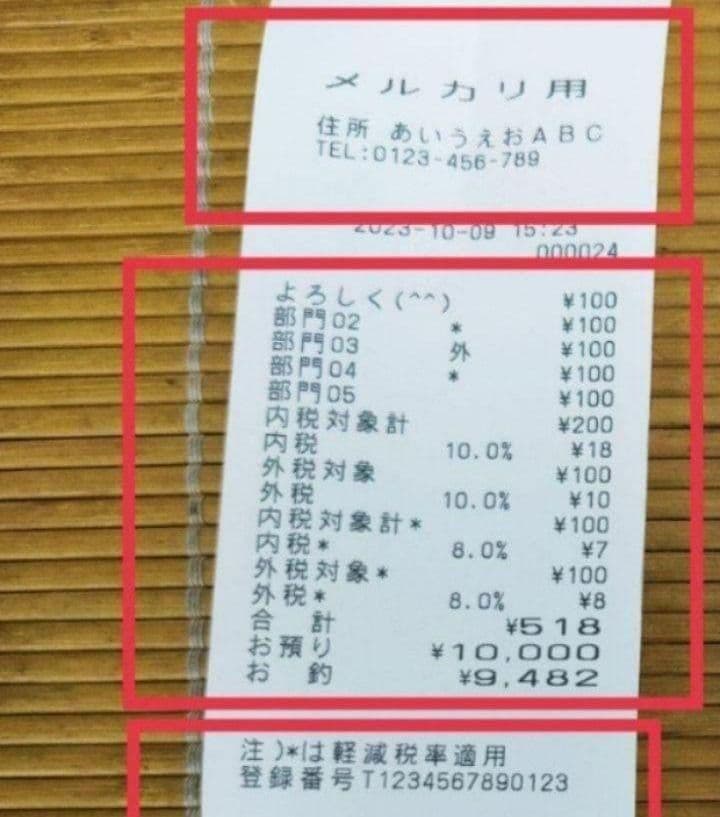 メルカリ用
住所 あいうえおABC
TEL:0123-456-789
2023-10-09 15:23
000024
よろしく(^^) ¥100
部門02 * ¥100
部門03 外 ¥100
部門04 * ¥100
部門05 ¥100
内税対象計 ¥200
内税 10.0% ¥18
外税対象 ¥100
外税 10.0% ¥10
内税対象計* ¥100
内税* 8.0% ¥7
外税対象* ¥100
外税* 8.0% ¥8
合 計 ¥518
お預り ¥10,000
お 釣 ¥9,482
注)*は軽減税率適用
登録番号T1234567890123